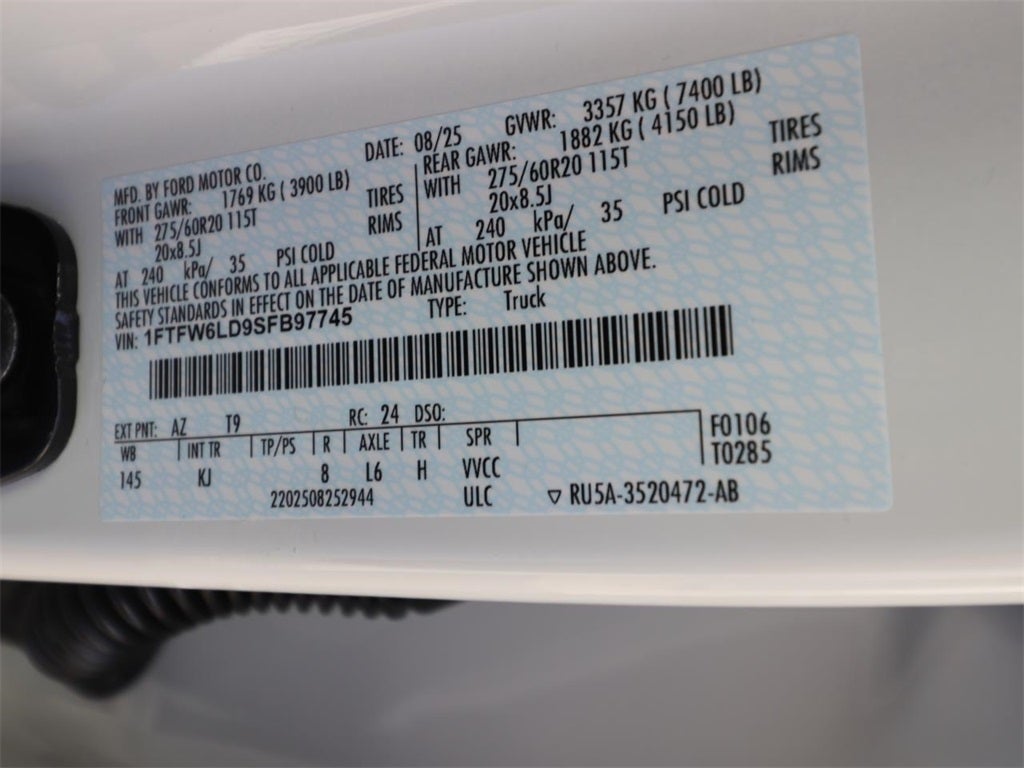 MFD. BY FORD MOTOR CO. DATE: 08/25 GVWR: 3357 KG ( 7400 LB)
FRONT GAWR: 1769 KG ( 3900 LB) REAR GAWR: 1882 KG ( 4150 LB)
WITH 275/60R20 115T TIRES WITH 275/60R20 115T TIRES
20x8.5J RIMS 20x8.5J RIMS
AT 240 kPa/ 35 PSI COLD AT 240 kPa/ 35 PSI COLD
THIS VEHICLE CONFORMS TO ALL APPLICABLE FEDERAL MOTOR VEHICLE
SAFETY STANDARDS IN EFFECT ON THE DATE OF MANUFACTURE SHOWN ABOVE.
VIN: 1FTFW6LD9SFB97745 TYPE: Truck
EXT PNT: AZ T9 RC: 24 DSO:
WB INT TR TP/PS R AXLE TR SPR F0106
145 KJ 8 L6 H VVCC T0285
2202508252944 ULC ▽ RU5A-3520472-AB